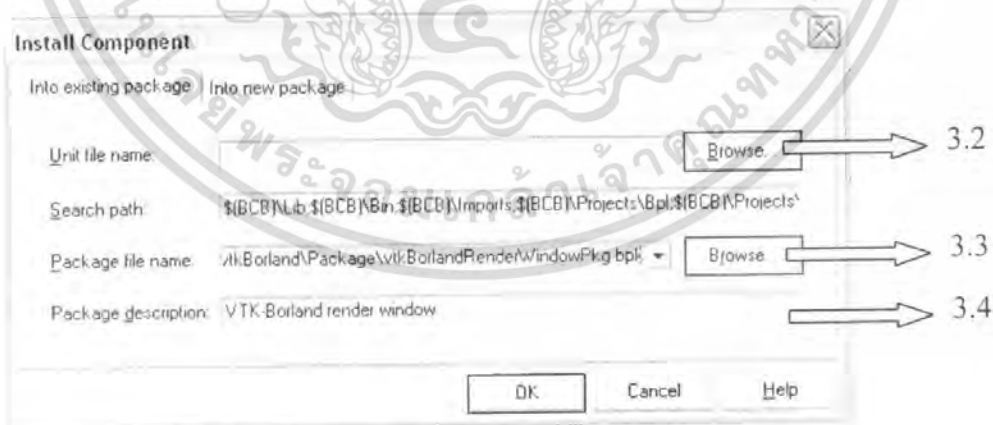 Install Component
Into existing package Into new package
Unit file name: Browse. 3.2
Search path: $(BCB)\Lib;$(BCB)\Bin;$(BCB)\Imports;$(BCB)\Projects\Bpl;$(BCB)\Projects\
Package file name: vtkBorland\Package\vtkBorlandRenderWindowPkg.bpk Browse 3.3
Package description: VTK-Borland render window 3.4
OK Cancel Help